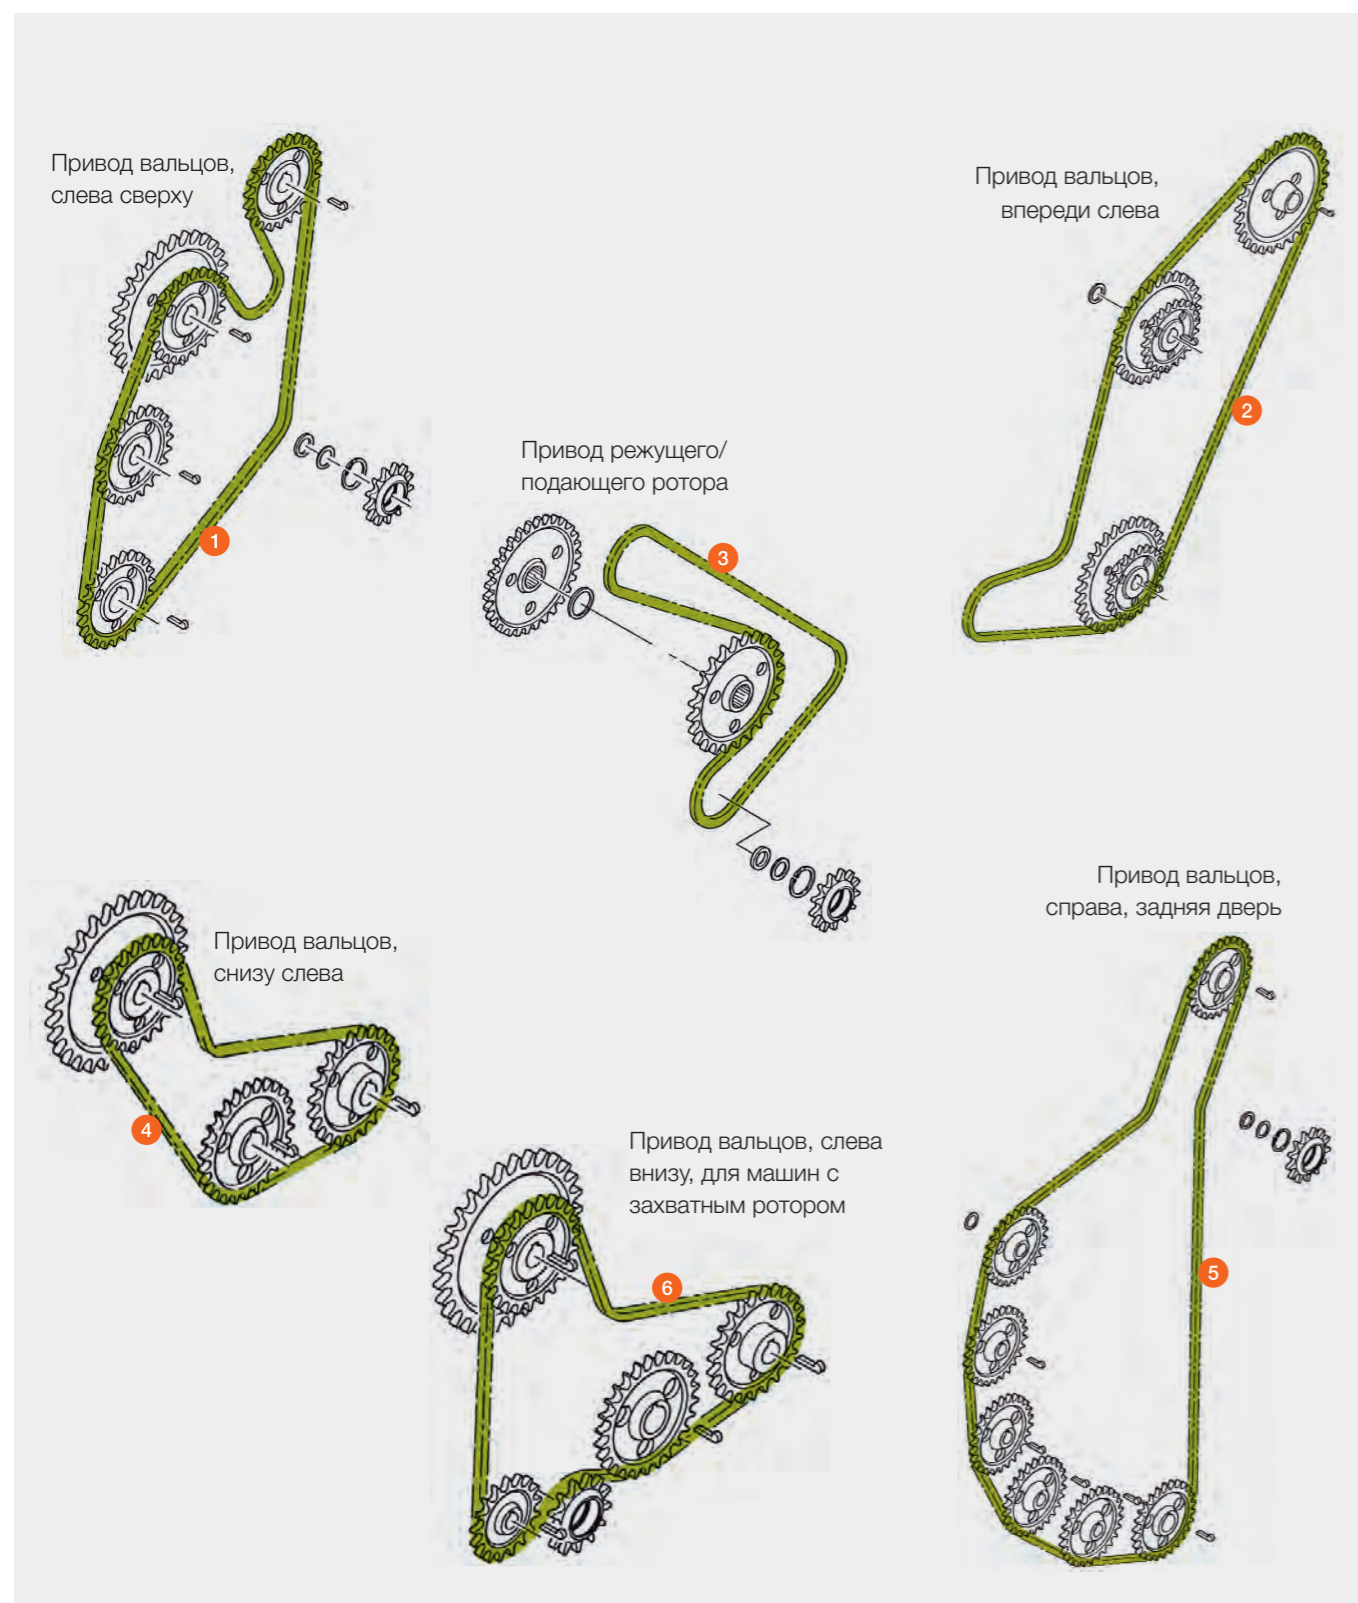 Привод вальцов,
слева сверху
1
Привод вальцов,
впереди слева
2
Привод режущего/
подающего ротора
3
Привод вальцов,
снизу слева
4
Привод вальцов,
справа, задняя дверь
5
Привод вальцов, слева
внизу, для машин с
захватным ротором
6